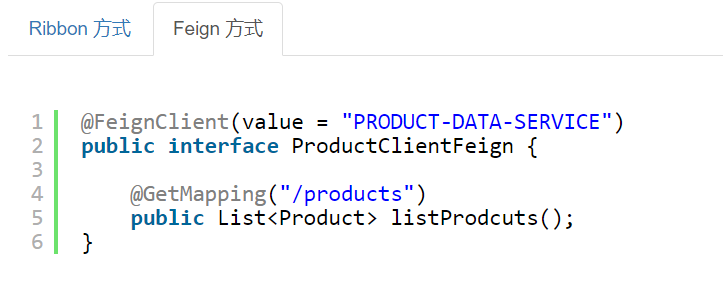 Ribbon 方式
Feign 方式
1 @FeignClient(value = "PRODUCT-DATA-SERVICE")
2 public interface ProductClientFeign {
3
4 @GetMapping("/products")
5 public List<Product> listProdcuts();
6 }